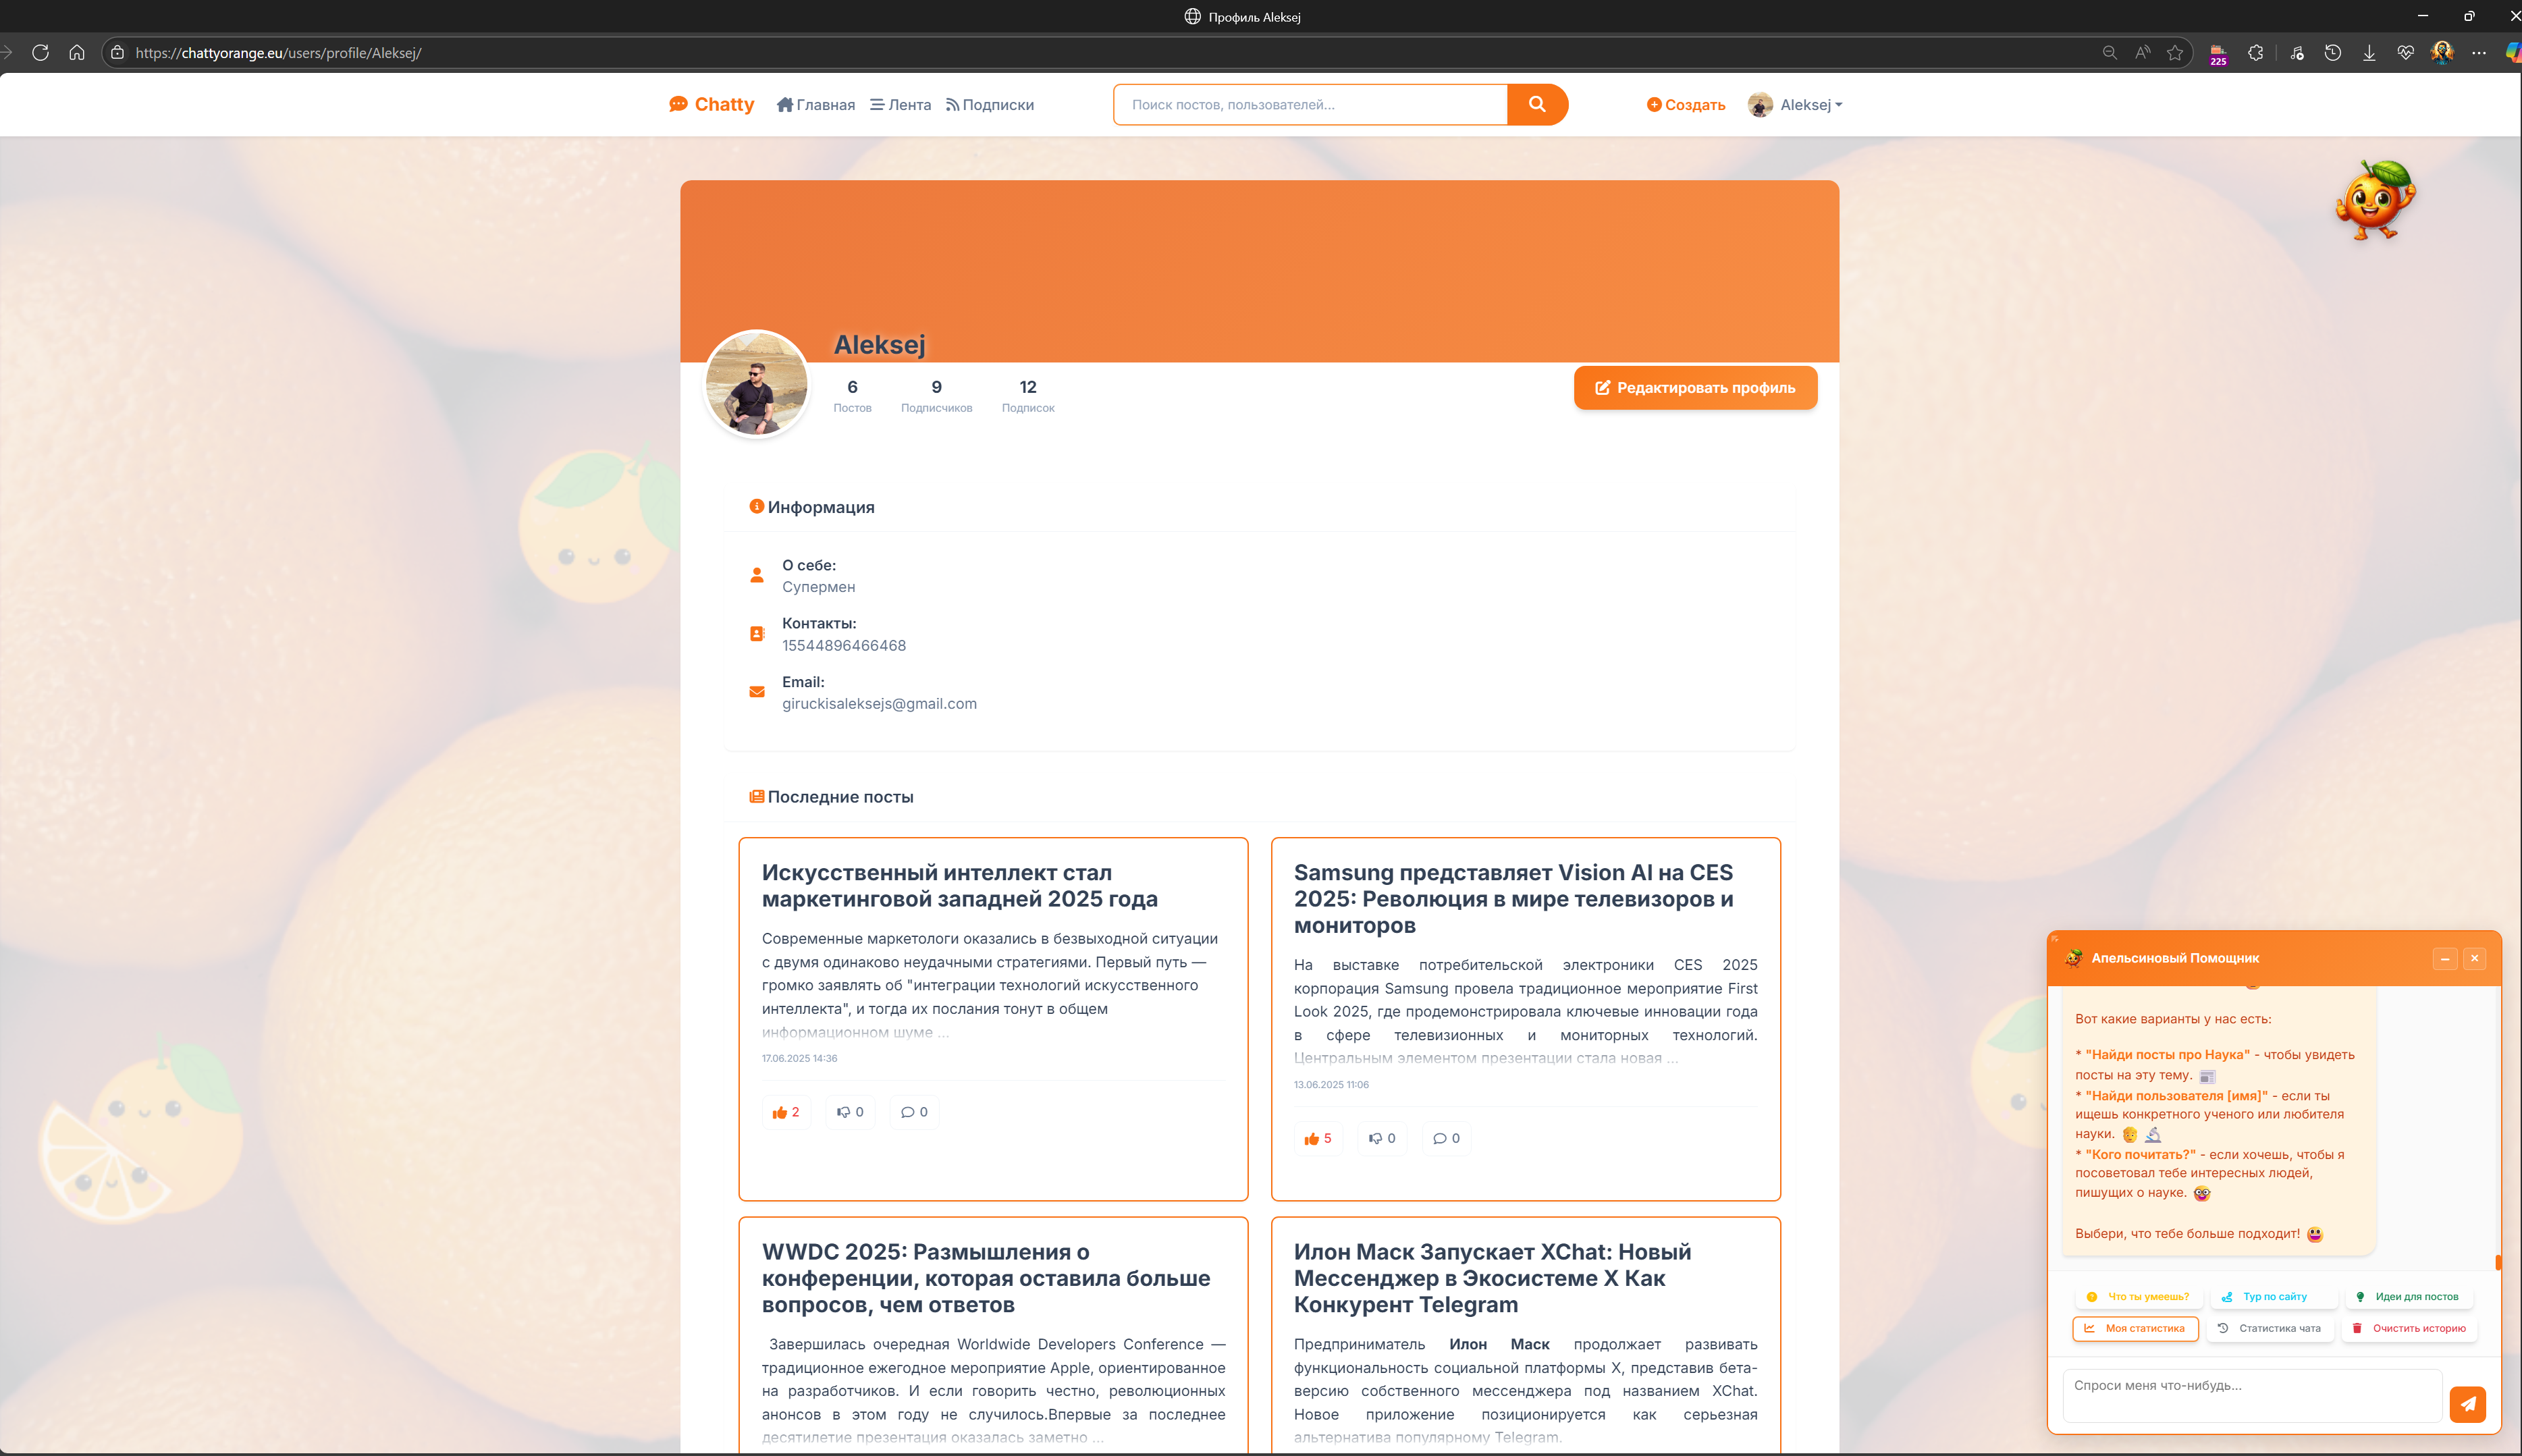 Профиль Aleksej
https://chattyorange.eu/users/profile/Aleksej/
225
Chatty
Главная
Лента
Подписки
Поиск постов, пользователей...
Создать
Aleksej
Aleksej
6
9
12
Постов
Подписчиков
Подписок
Редактировать профиль
Информация
О себе:
Супермен
Контакты:
15544896466468
Email:
giruckisaleksejs@gmail.com
Последние посты
Искусственный интеллект стал
маркетинговой западней 2025 года
Современные маркетологи оказались в безвыходной ситуации
с двумя одинаково неудачными стратегиями. Первый путь —
громко заявлять об "интеграции технологий искусственного
интеллекта", и тогда их послания тонут в общем
информационном шуме ...
17.06.2025 14:36
2
0
0
Samsung представляет Vision AI на CES
2025: Революция в мире телевизоров и
мониторов
На выставке потребительской электроники CES 2025
корпорация Samsung провела традиционное мероприятие First
Look 2025, где продемонстрировала ключевые инновации года
в сфере телевизионных и мониторных технологий.
Центральным элементом презентации стала новая ...
13.06.2025 11:06
5
0
0
WWDC 2025: Размышления о
конференции, которая оставила больше
вопросов, чем ответов
Завершилась очередная Worldwide Developers Conference —
традиционное ежегодное мероприятие Apple, ориентированное
на разработчиков. И если говорить честно, революционных
анонсов в этом году не случилось.Впервые за последнее
десятилетие презентация оказалась заметно ...
Илон Маск Запускает XChat: Новый
Мессенджер в Экосистеме X Как
Конкурент Telegram
Предприниматель Илон Маск продолжает развивать
функциональность социальной платформы X, представив бета-
версию собственного мессенджера под названием XChat.
Новое приложение позиционируется как серьезная
альтернатива популярному Telegram.
Апельсиновый Помощник
Вот какие варианты у нас есть:
* "Найди посты про Наука" - чтобы увидеть
посты на эту тему.
* "Найди пользователя [имя]" - если ты
ищешь конкретного ученого или любителя
науки.
* "Кого почитать?" - если хочешь, чтобы я
посоветовал тебе интересных людей,
пишущих о науке.
Выбери, что тебе больше подходит!
Что ты умеешь?
Тур по сайту
Идеи для постов
Моя статистика
Статистика чата
Очистить историю
Спроси меня что-нибудь...